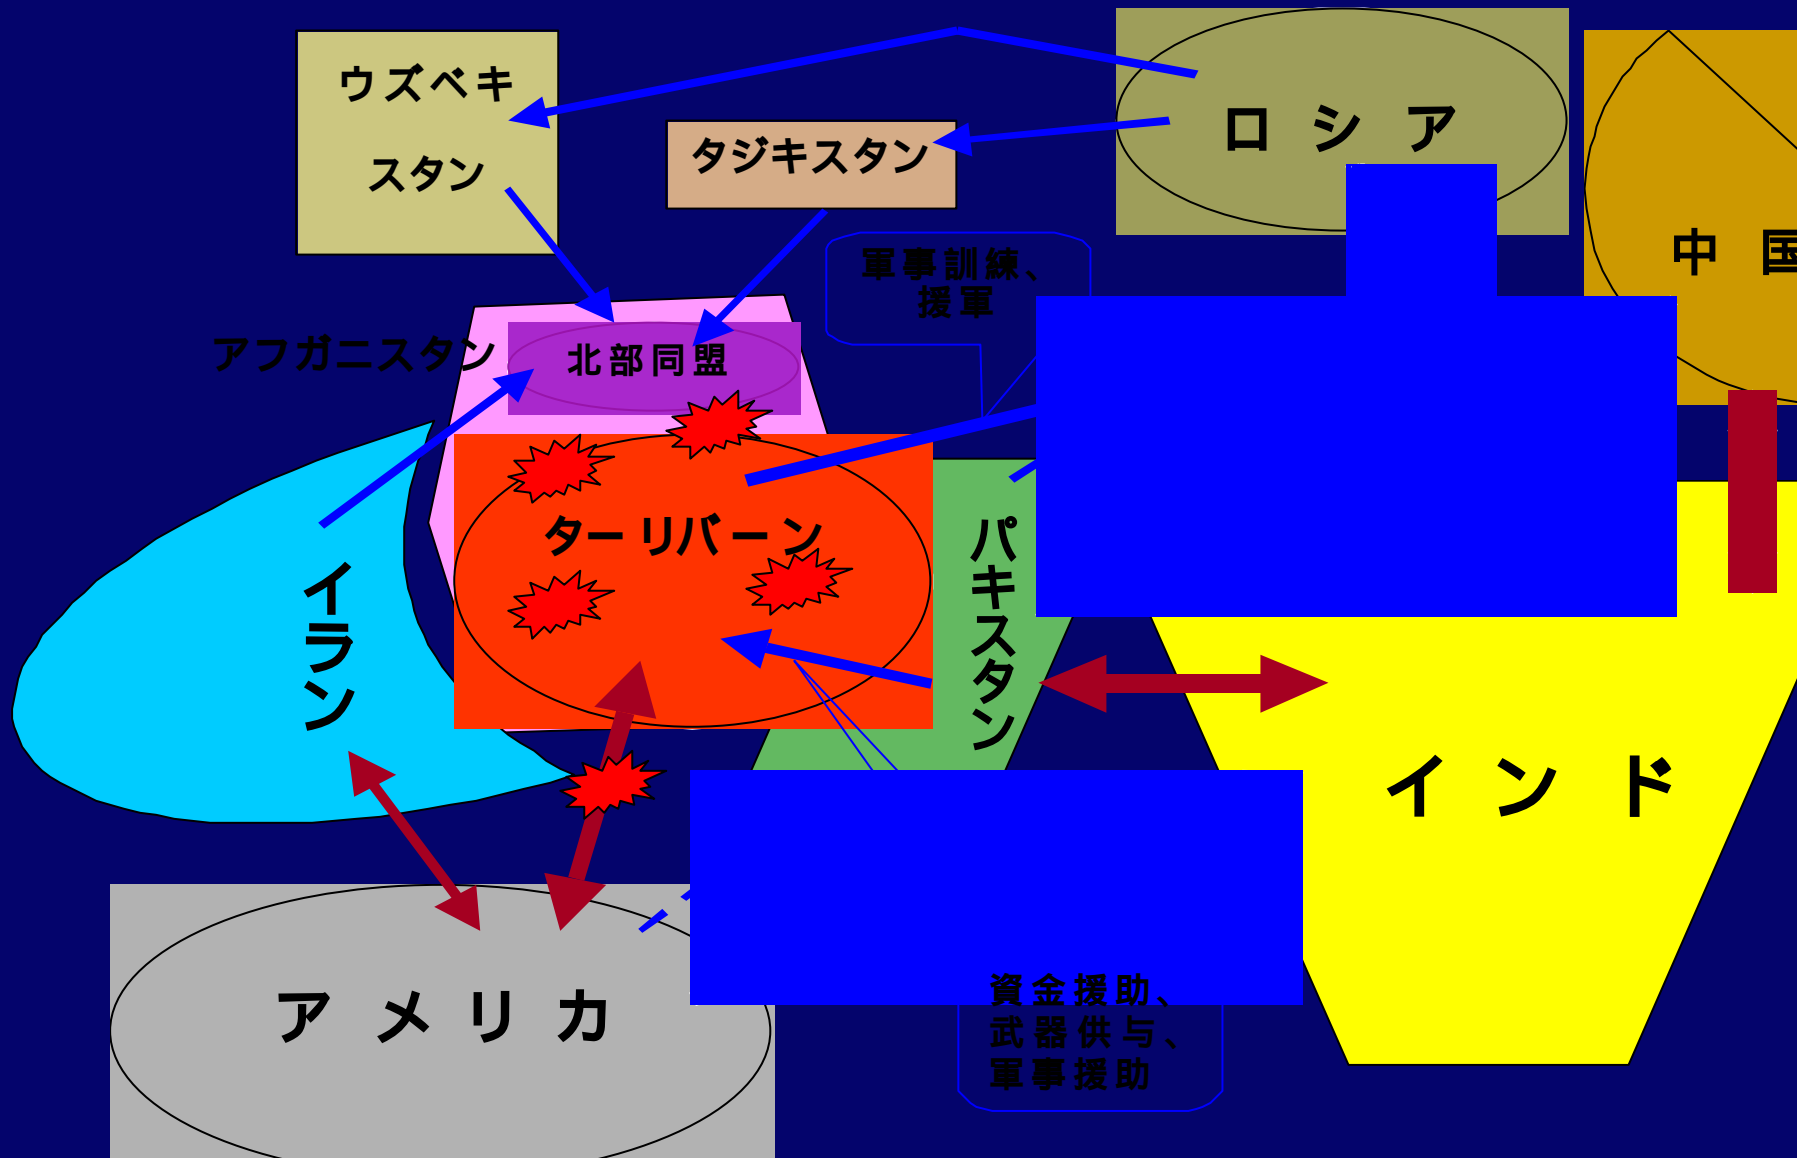 ウズベキ
スタン
タジキスタン
ロシア
中国
軍事訓練、
援軍
アフガニスタン
北部同盟
ターリバーン
パキスタン
イラン
インド
アメリカ
資金援助、
武器供与、
軍事援助